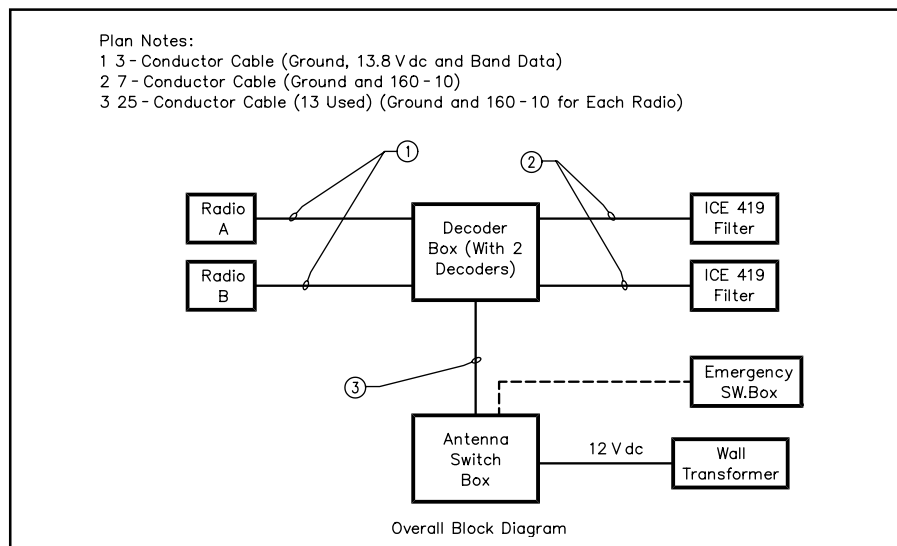 Plan Notes:
1 3-Conductor Cable (Ground, 13.8 V dc and Band Data)
2 7-Conductor Cable (Ground and 160-10)
3 25-Conductor Cable (13 Used) (Ground and 160-10 for Each Radio)
1
2
Radio
A
Decoder
Box (With 2
Decoders)
ICE 419
Filter
Radio
B
ICE 419
Filter
3
Emergency
SW.Box
Antenna
Switch
Box
12 V dc
Wall
Transformer
Overall Block Diagram